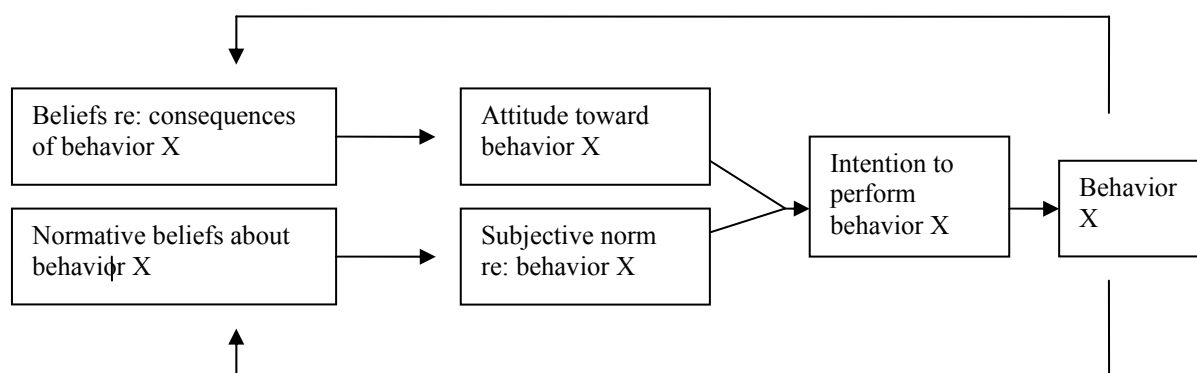 Beliefs re: consequences
of behavior X
Attitude toward
behavior X
Normative beliefs about
behavior X
Subjective norm
re: behavior X
Intention to
perform
behavior X
Behavior
X